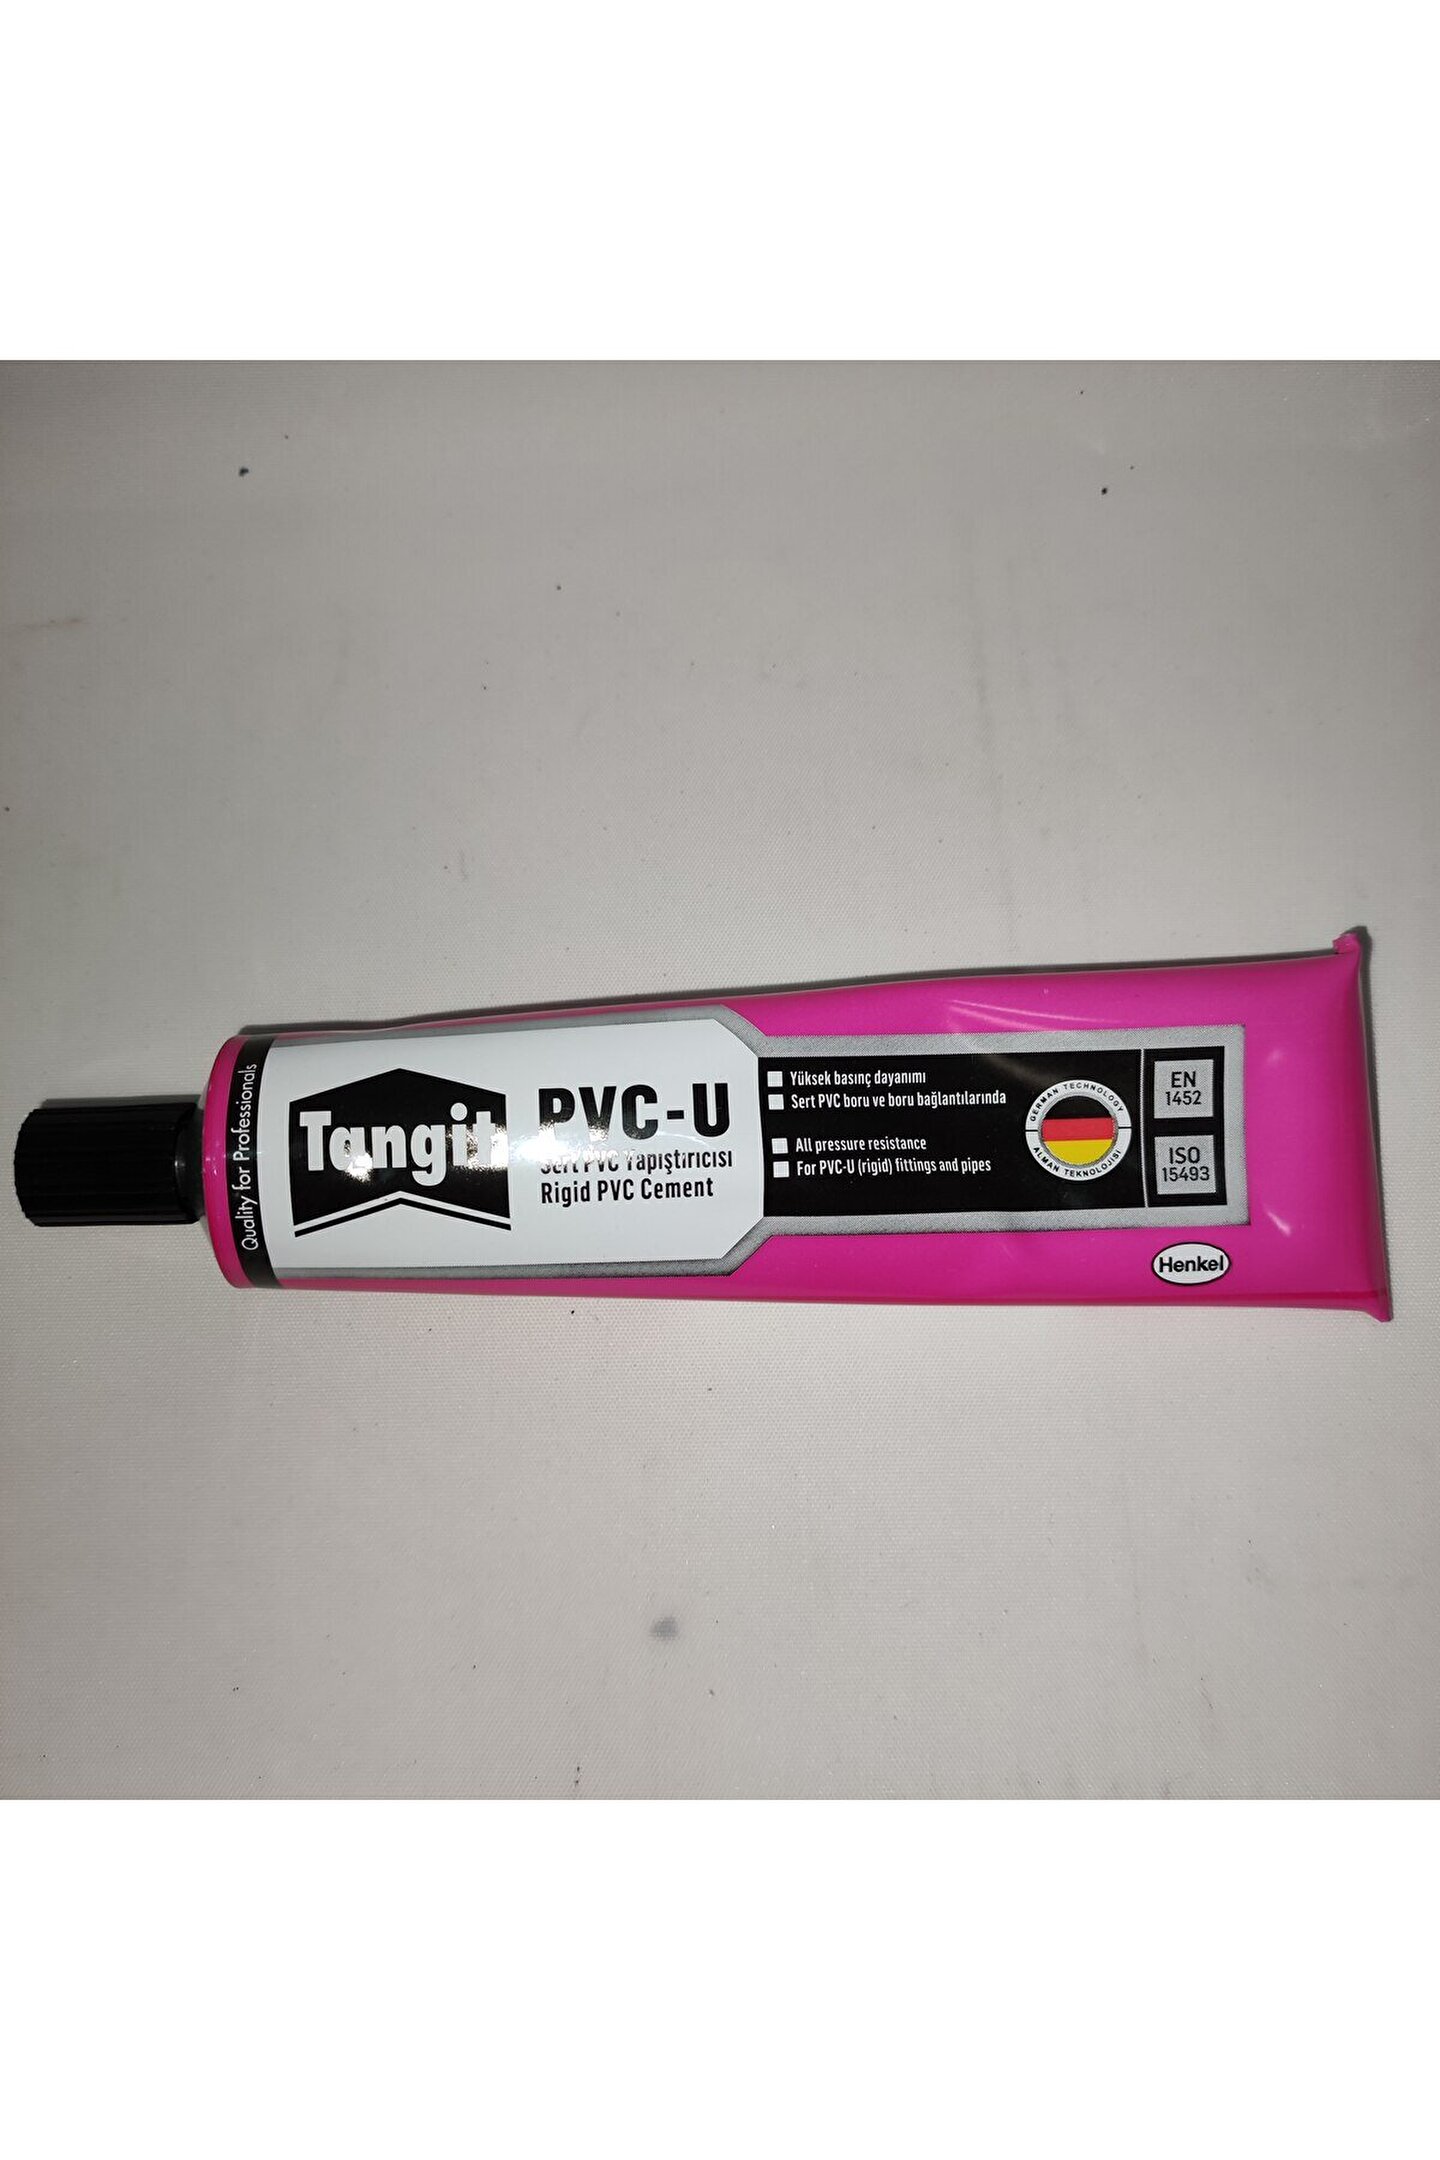 Quality for Professionals
Tangit
PVC-U
Sert PVC Yapıştırıcısı
Rigid PVC Cement
Yüksek basınç dayanımı
Sert PVC boru ve boru bağlantılarında
All pressure resistance
For PVC-U (rigid) fittings and pipes
GERMAN TECHNOLOGY
ALMAN TEKNOLOJİSİ
EN
1452
ISO
15493
Henkel